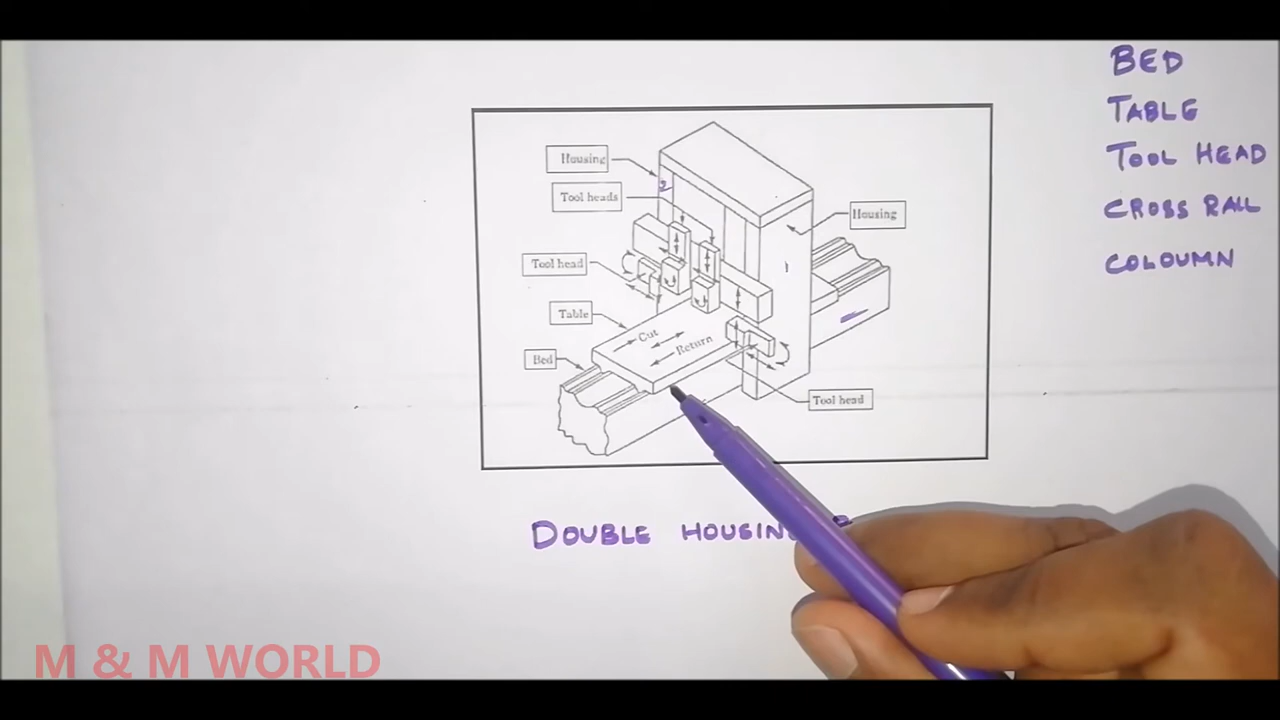 BED
TABLE
TOOL HEAD
CROSS RAIL
COLOUMN
Housing
Tool heads
Housing
Tool head
Table
Cut
Return
Bed
Tool head
DOUBLE HOUSING
M & M WORLD